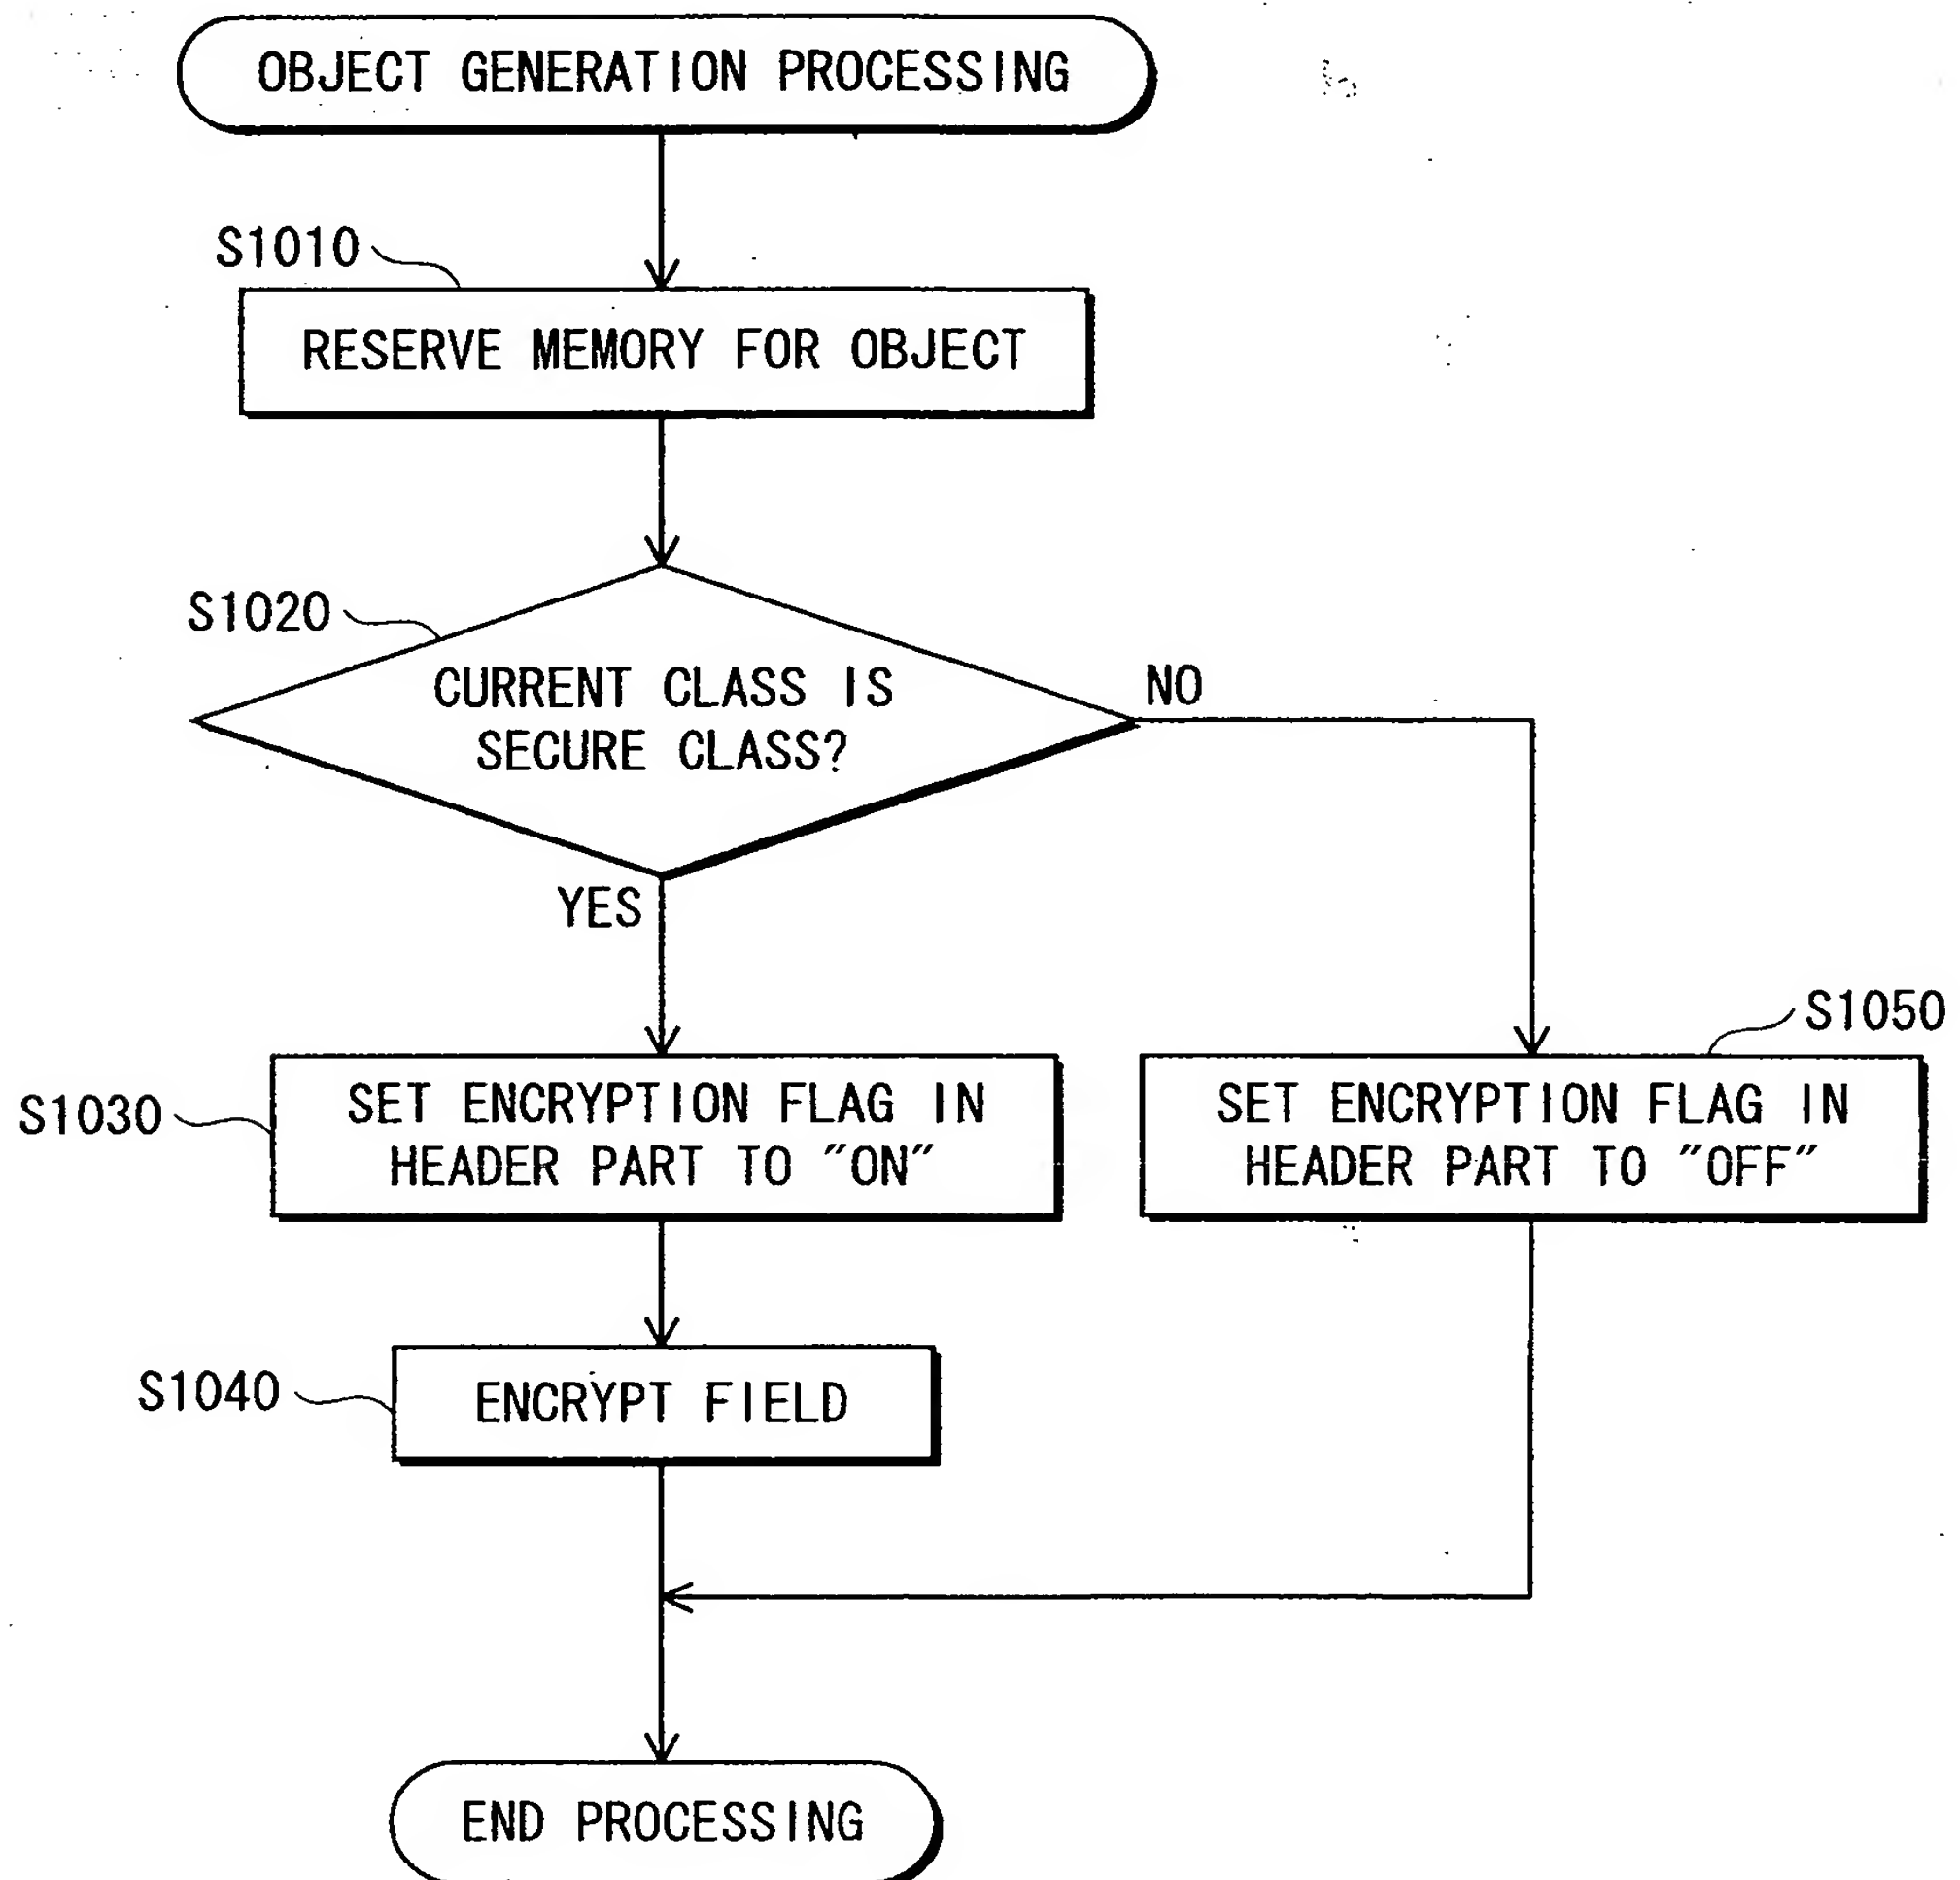 OBJECT GENERATION PROCESSING
S1010
RESERVE MEMORY FOR OBJECT
S1020
CURRENT CLASS IS
SECURE CLASS?
NO
YES
S1050
S1030
SET ENCRYPTION FLAG IN
HEADER PART TO "ON"
SET ENCRYPTION FLAG IN
HEADER PART TO "OFF"
S1040
ENCRYPT FIELD
END PROCESSING